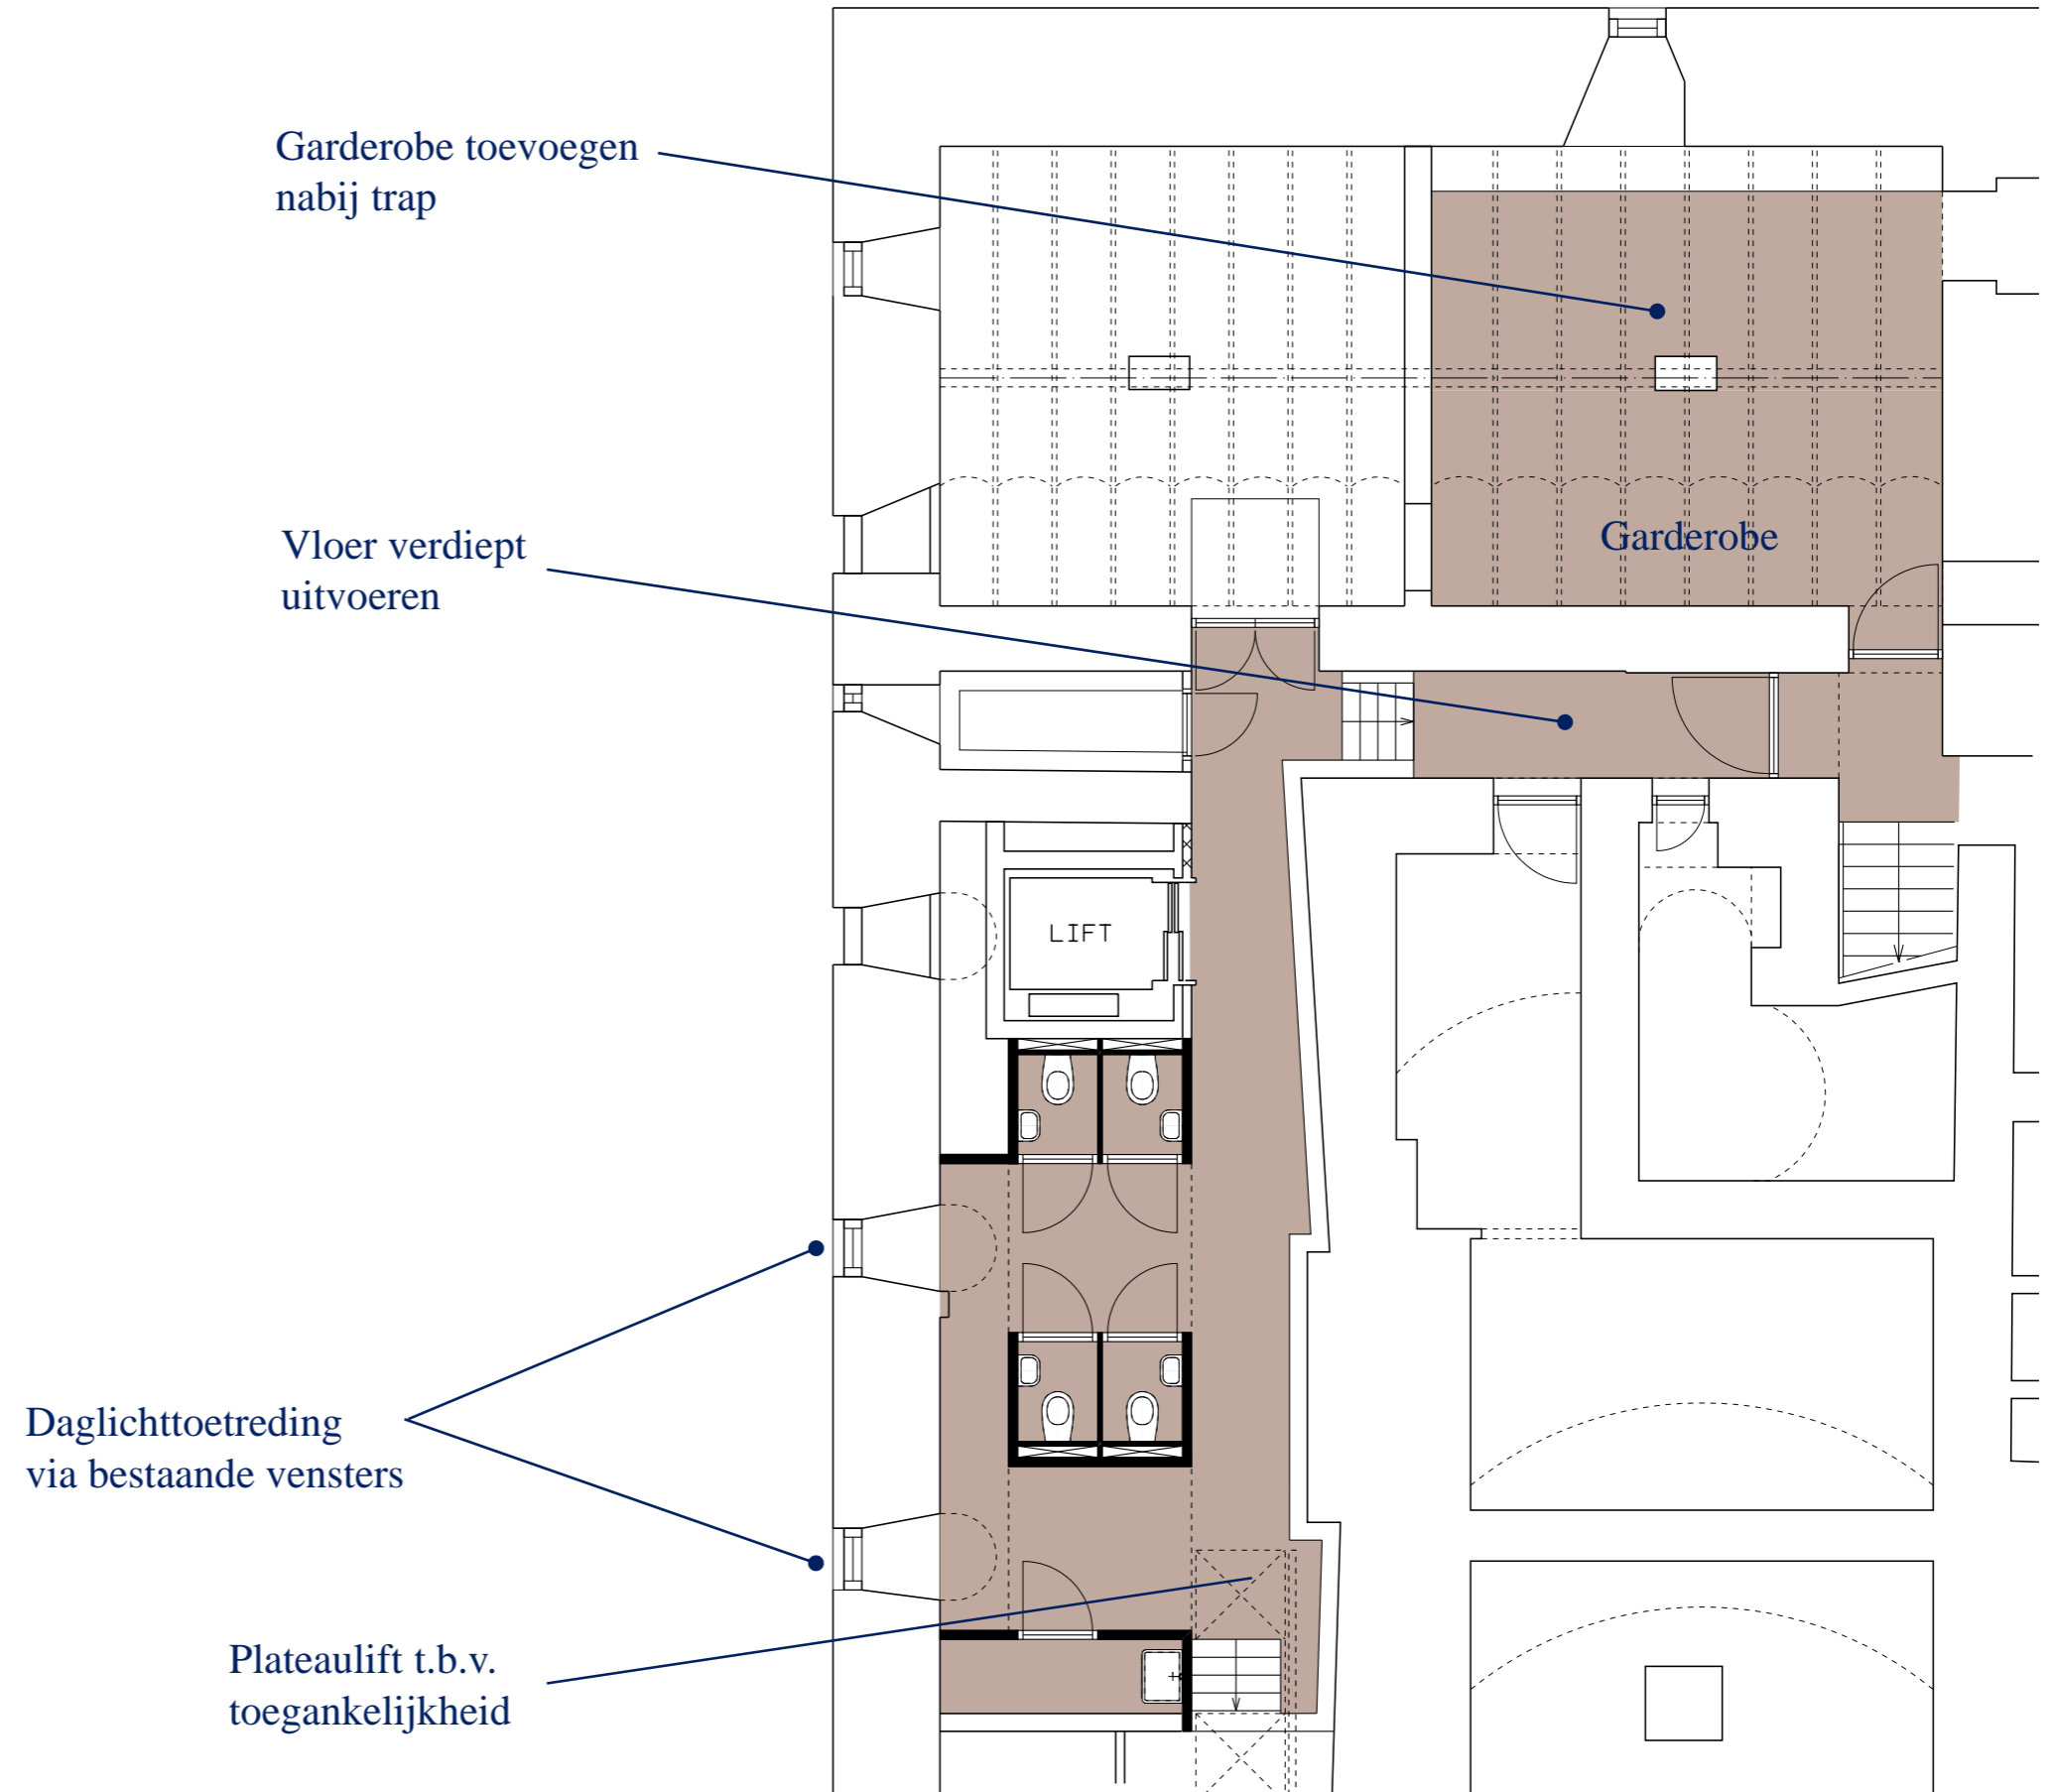 Garderobe toevoegen
nabij trap
Vloer verdiept
uitvoeren
Garderobe
LIFT
Daglichttoetreding
via bestaande vensters
Plateaulift t.b.v.
toegankelijkheid